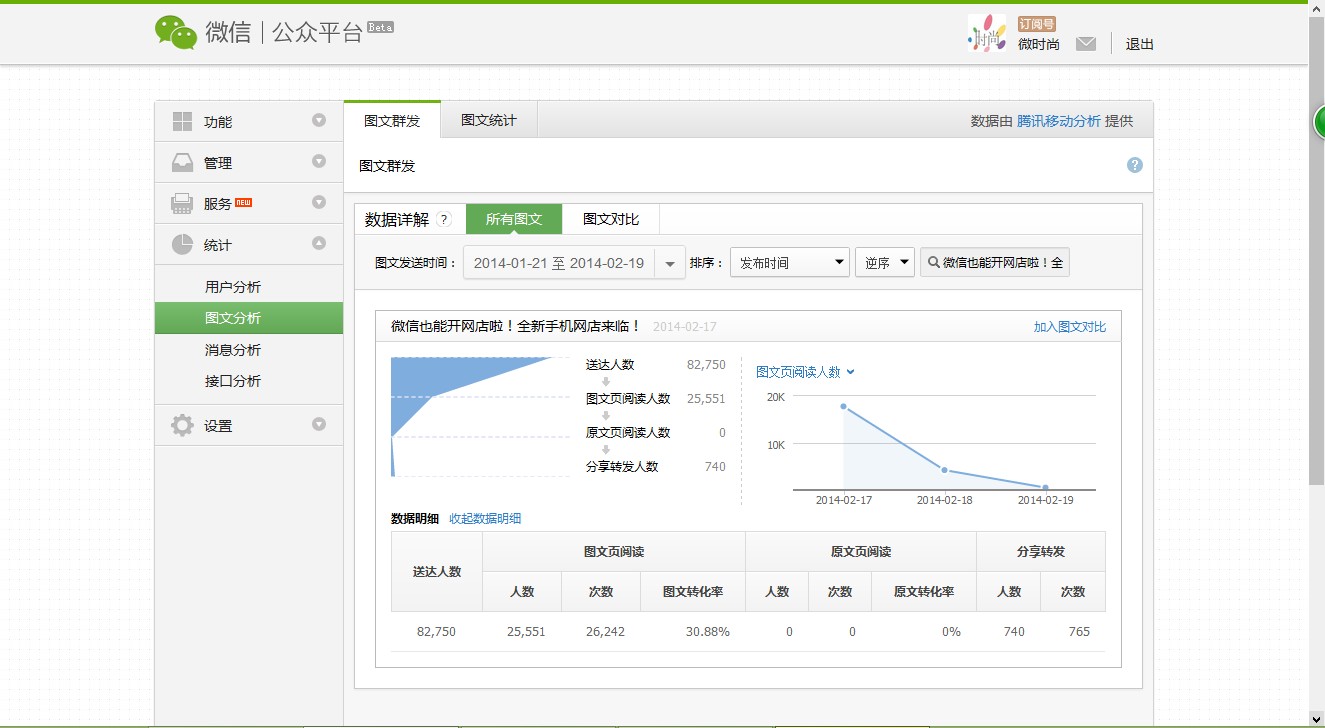 微信 | 公众平台 Beta
时尚
订阅号
微时尚
退出
功能
管理
服务 NEW
统计
用户分析
图文分析
消息分析
接口分析
设置
图文群发 图文统计
数据由 腾讯移动分析 提供
图文群发
?
数据详解 ? 所有图文 图文对比
图文发送时间： 2014-01-21 至 2014-02-19 排序： 发布时间 逆序 微信也能开网店啦！全
微信也能开网店啦！全新手机网店来临！ 2014-02-17 加入图文对比
送达人数 82,750
图文页阅读人数 25,551
原文页阅读人数 0
分享转发人数 740
图文页阅读人数
20K
10K
2014-02-17 2014-02-18 2014-02-19
数据明细 收起数据明细
送达人数 图文页阅读 原文页阅读 分享转发
人数 次数 图文转化率 人数 次数 原文转化率 人数 次数
82,750 25,551 26,242 30.88% 0 0 0% 740 765